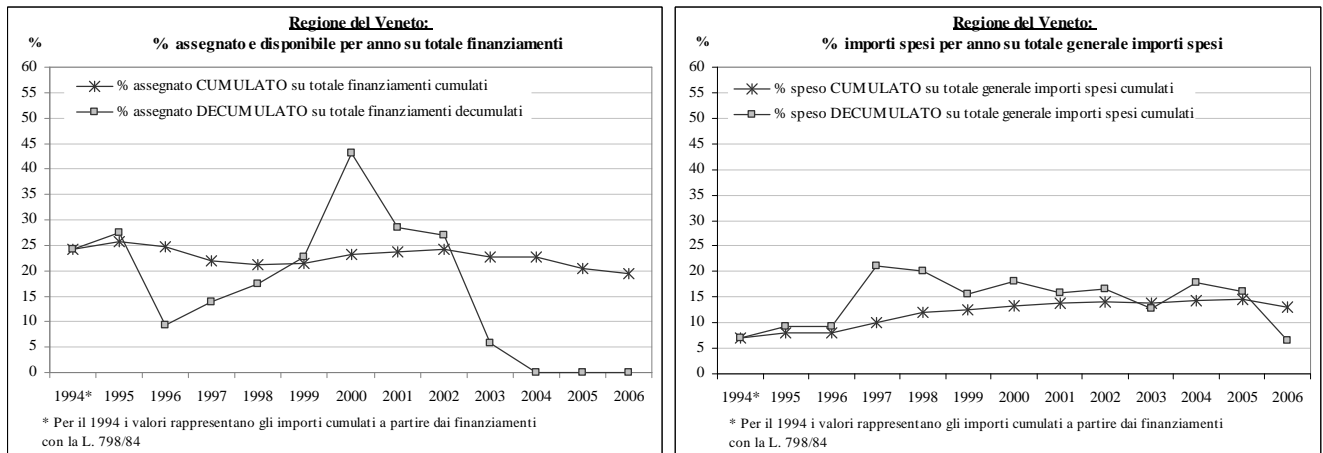 Regione del Veneto:
% assegnato e disponibile per anno su totale finanziamenti
%
60
55
50
45
40
35
30
25
20
15
10
5
0
% assegnato CUMULATO su totale finanziamenti cumulati
% assegnato DECUMULATO su totale finanziamenti decumulati
1994* 1995 1996 1997 1998 1999 2000 2001 2002 2003 2004 2005 2006
* Per il 1994 i valori rappresentano gli importi cumulati a partire dai finanziamenti
con la L. 798/84
Regione del Veneto:
% importi spesi per anno su totale generale importi spesi
%
60
55
50
45
40
35
30
25
20
15
10
5
0
% speso CUMULATO su totale generale importi spesi cumulati
% speso DECUMULATO su totale generale importi spesi cumulati
1994* 1995 1996 1997 1998 1999 2000 2001 2002 2003 2004 2005 2006
* Per il 1994 i valori rappresentano gli importi cumulati a partire dai finanziamenti
con la L. 798/84